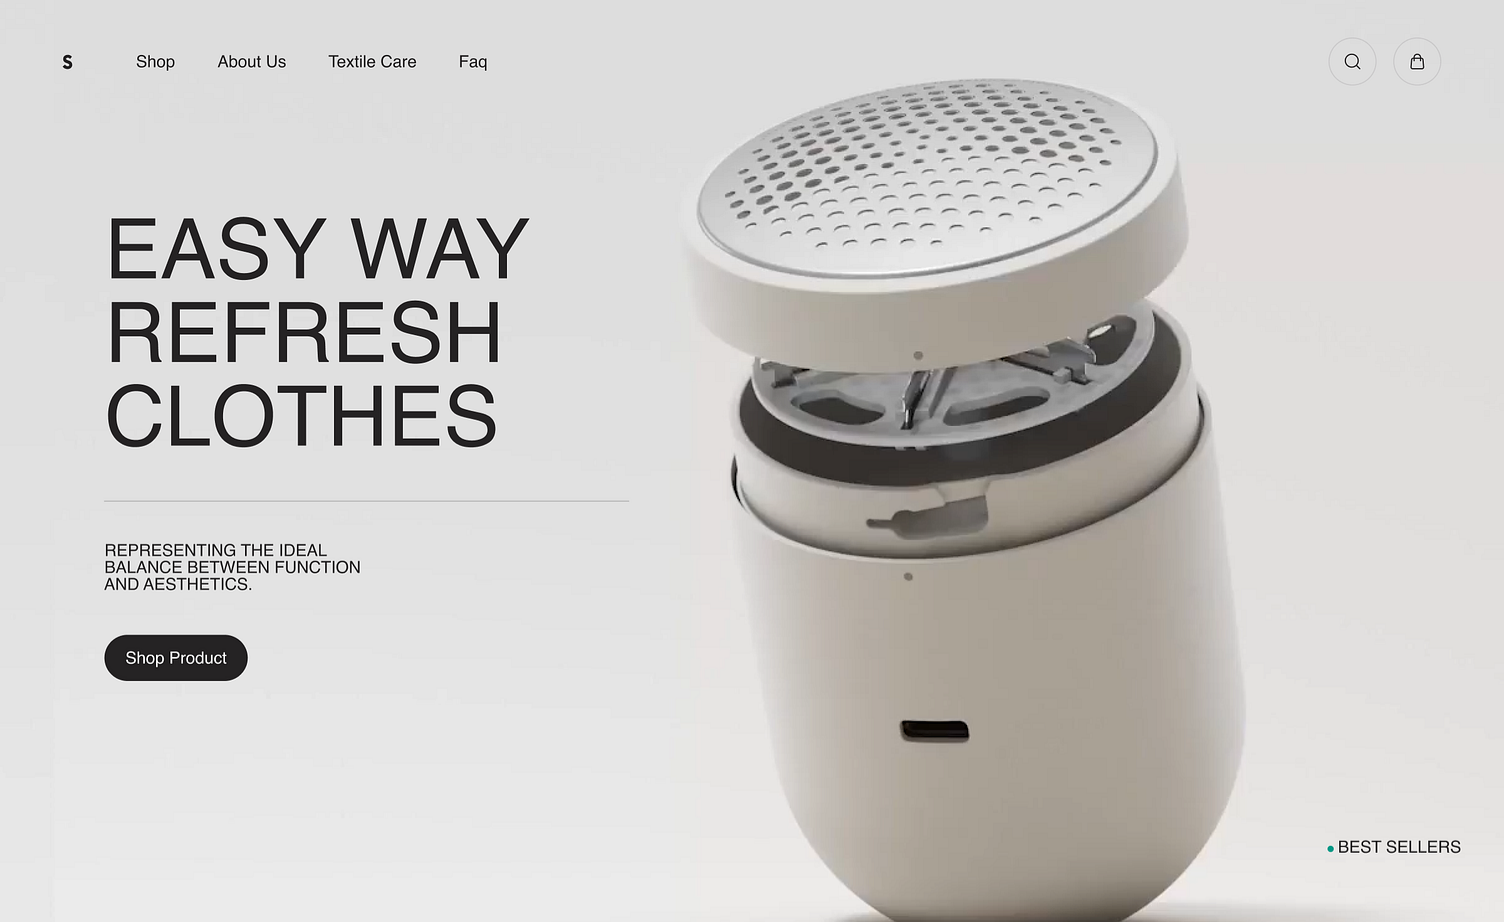 S
Shop
About Us
Textile Care
Faq
EASY WAY
REFRESH
CLOTHES
REPRESENTING THE IDEAL
BALANCE BETWEEN FUNCTION
AND AESTHETICS.
Shop Product
BEST SELLERS